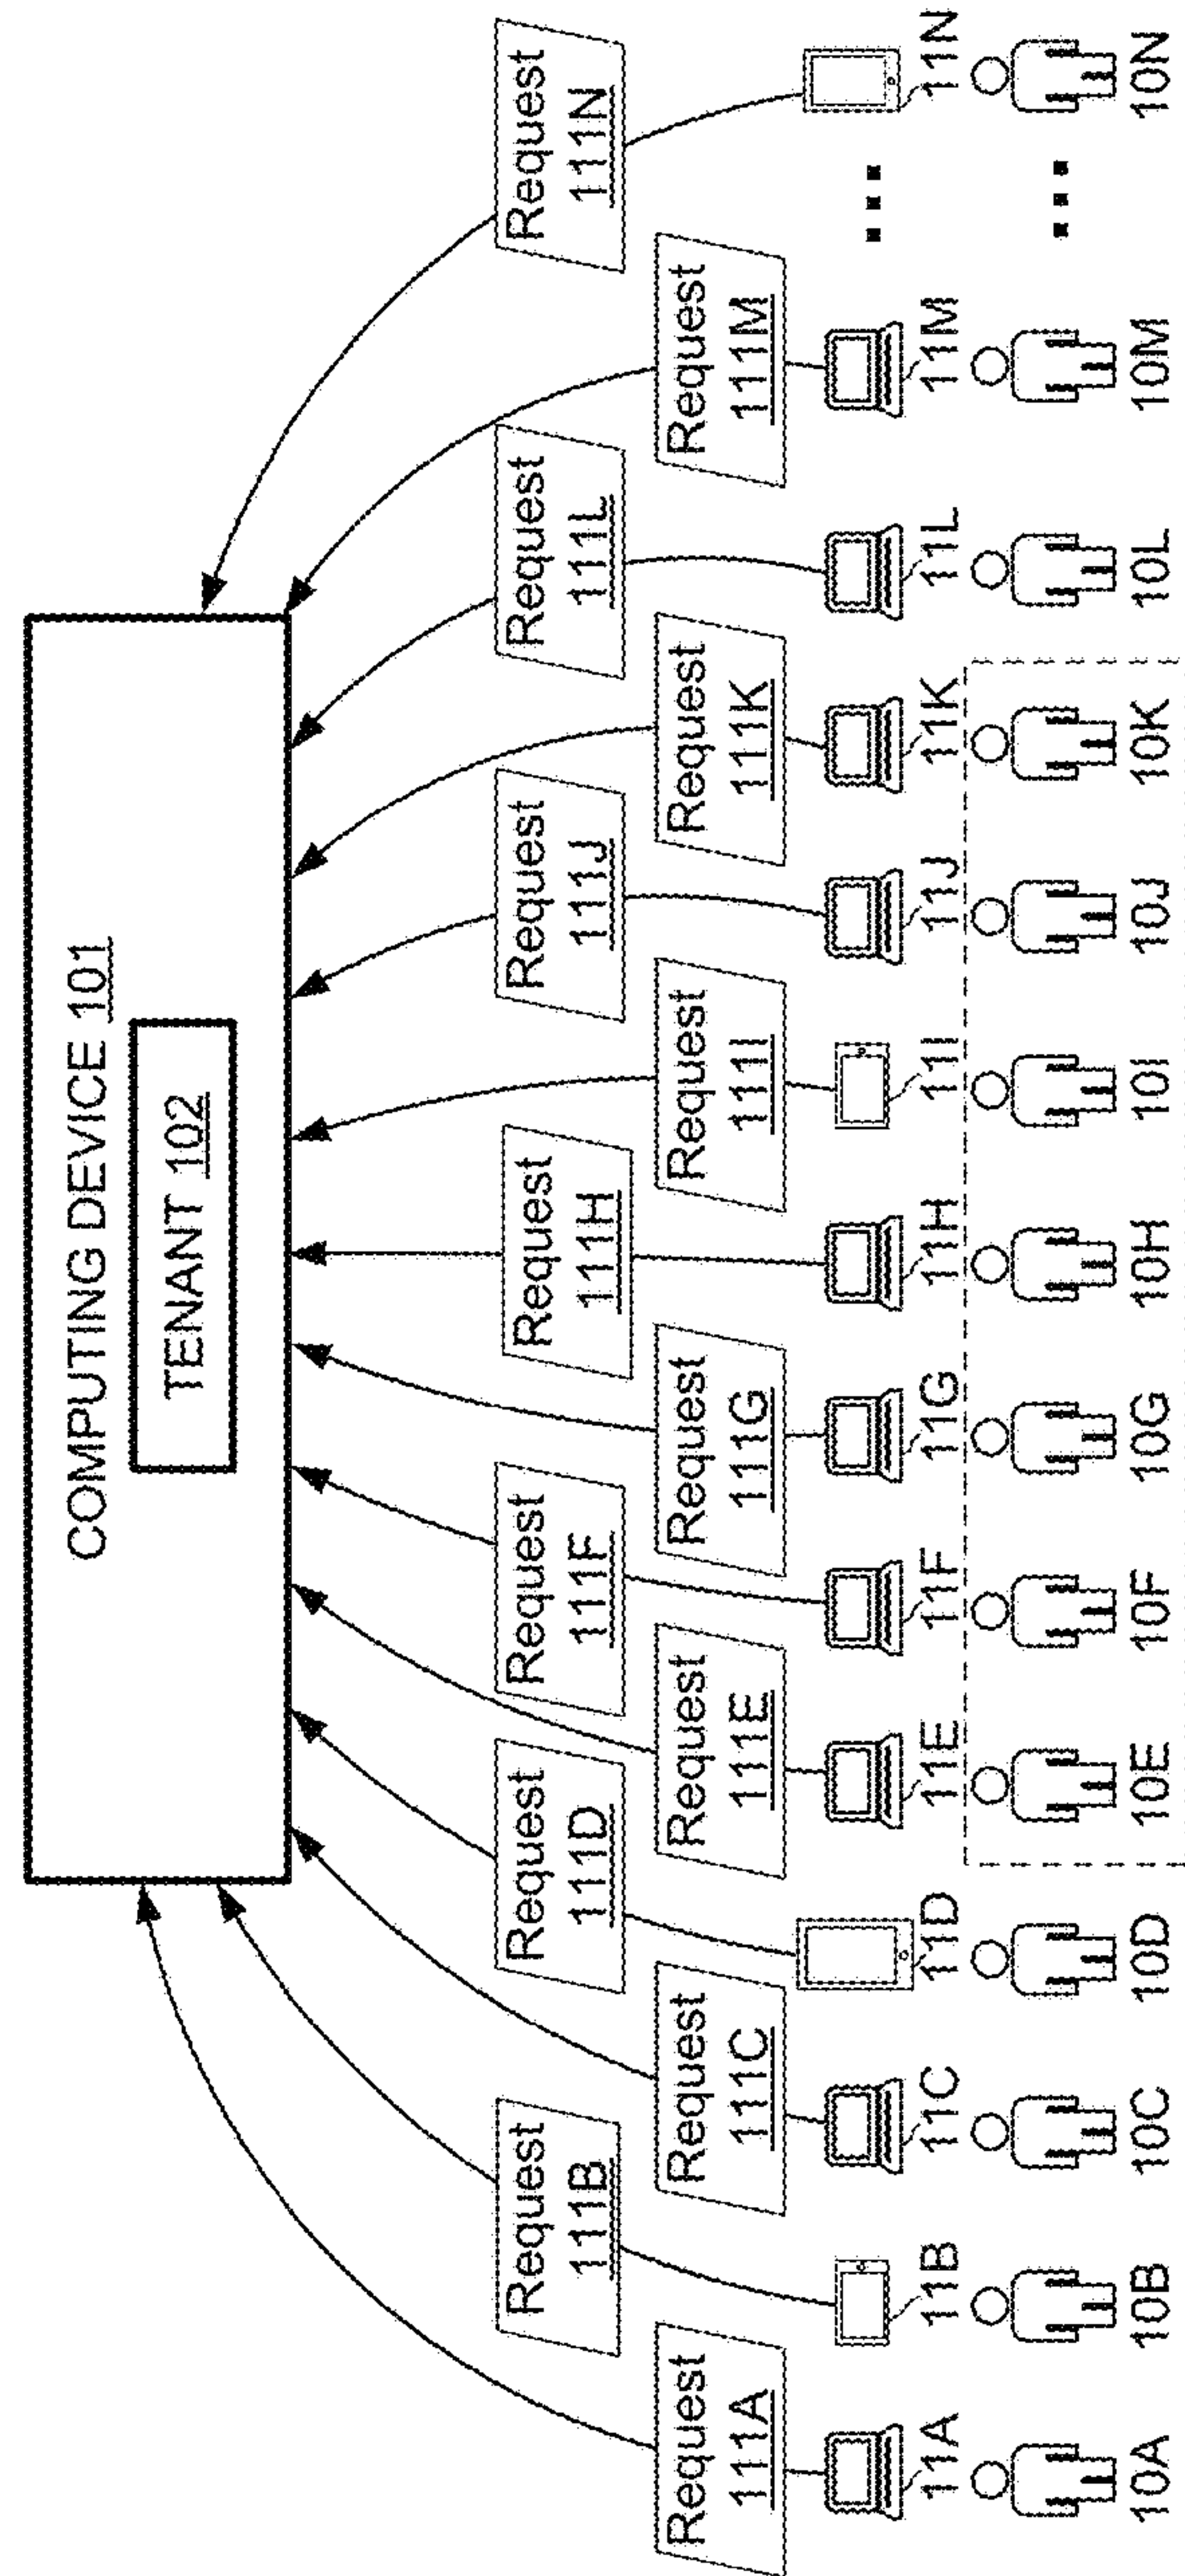 COMPUTING DEVICE 101
TENANT 102
Request
111A
Request
111B
Request
111C
Request
111D
Request
111E
Request
111F
Request
111G
Request
111H
Request
111I
Request
111J
Request
111K
Request
111L
Request
111M
Request
111N
11A
11B
11C
11D
11E
11F
11G
11H
11I
11J
11K
11L
11M
11N
10A
10B
10C
10D
10E
10F
10G
10H
10I
10J
10K
10L
10M
10N